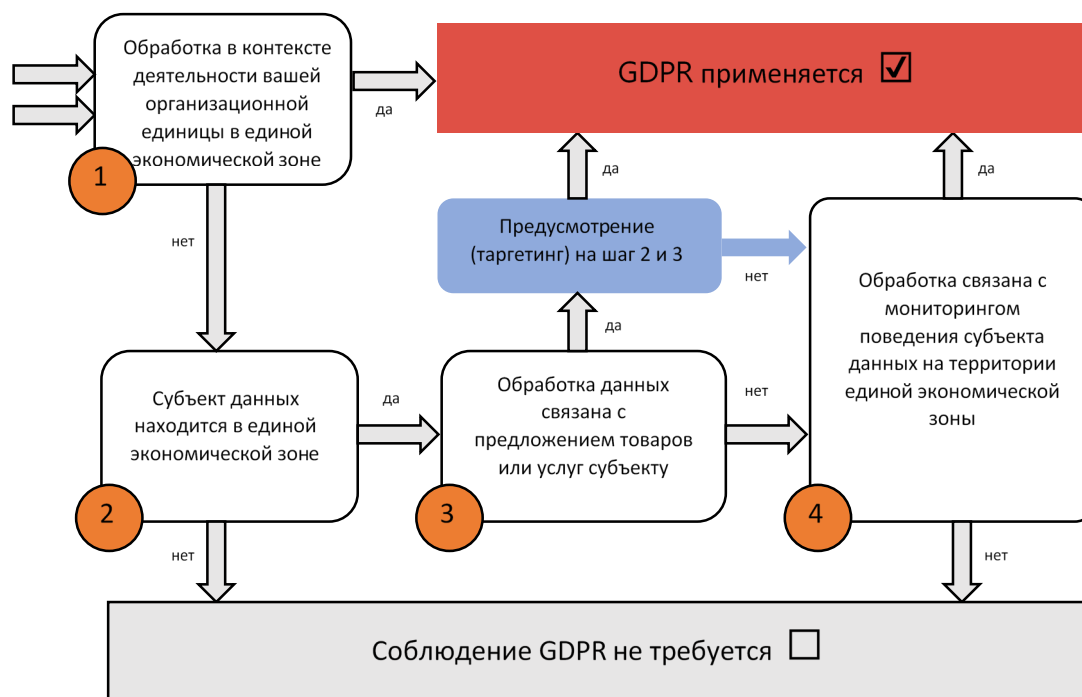 Обработка в контексте
деятельности вашей
организационной
единицы в единой
экономической зоне
1
да
GDPR применяется
нет
да
да
Предусмотрение
(таргетинг) на шаг 2 и 3
нет
да
Обработка связана с
мониторингом
поведения субъекта
данных на территории
единой экономической
зоны
4
Субъект данных
находится в единой
экономической зоне
2
да
Обработка данных
связана с
предложением товаров
или услуг субъекту
3
нет
нет
нет
Соблюдение GDPR не требуется